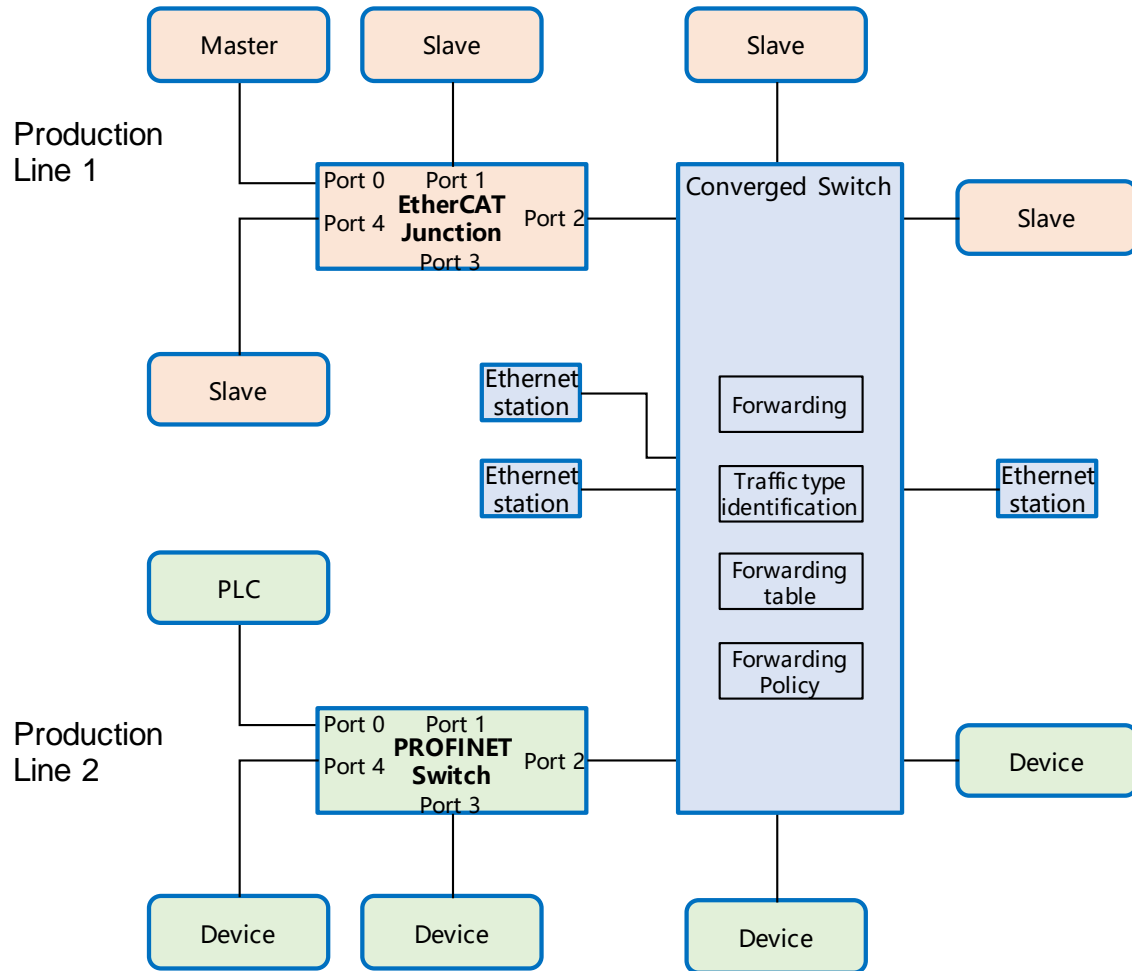 Master
Slave
Slave
Production
Line 1
Port 0
Port 1
EtherCAT
Junction
Port 4
Port 2
Port 3
Converged Switch
Slave
Slave
Ethernet
station
Forwarding
Ethernet
station
Traffic type
identification
Ethernet
station
Forwarding
table
PLC
Forwarding
Policy
Production
Line 2
Port 0
Port 1
PROFINET
Switch
Port 4
Port 2
Port 3
Device
Device
Device
Device